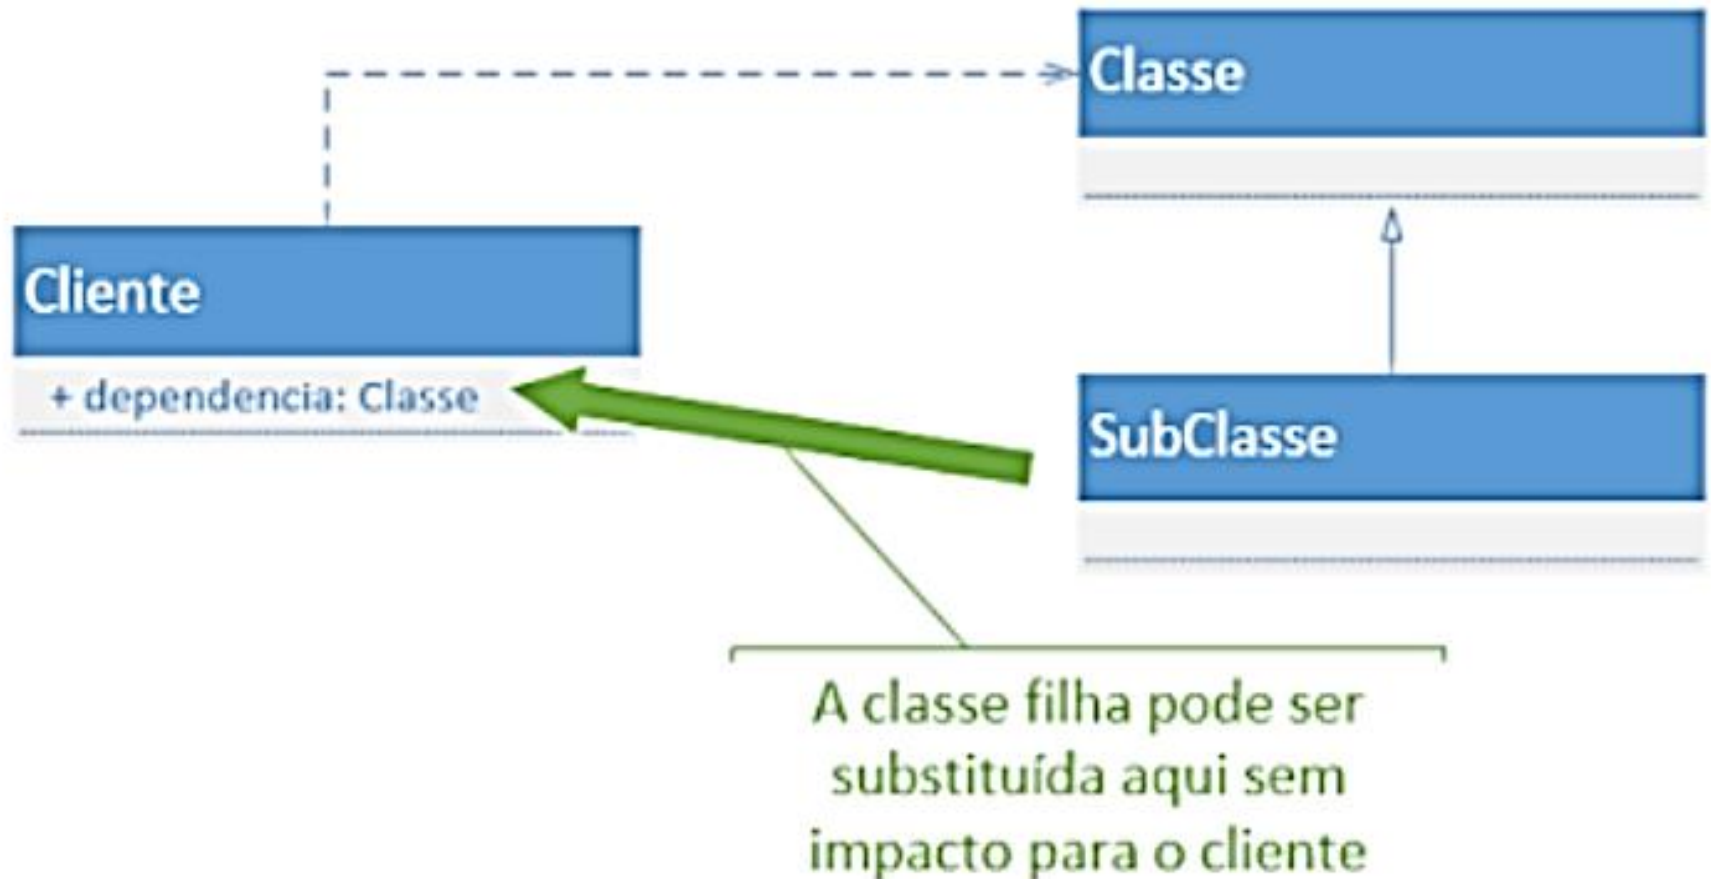 Classe
Cliente
+ dependencia: Classe
SubClasse
A classe filha pode ser
substituída aqui sem
impacto para o cliente